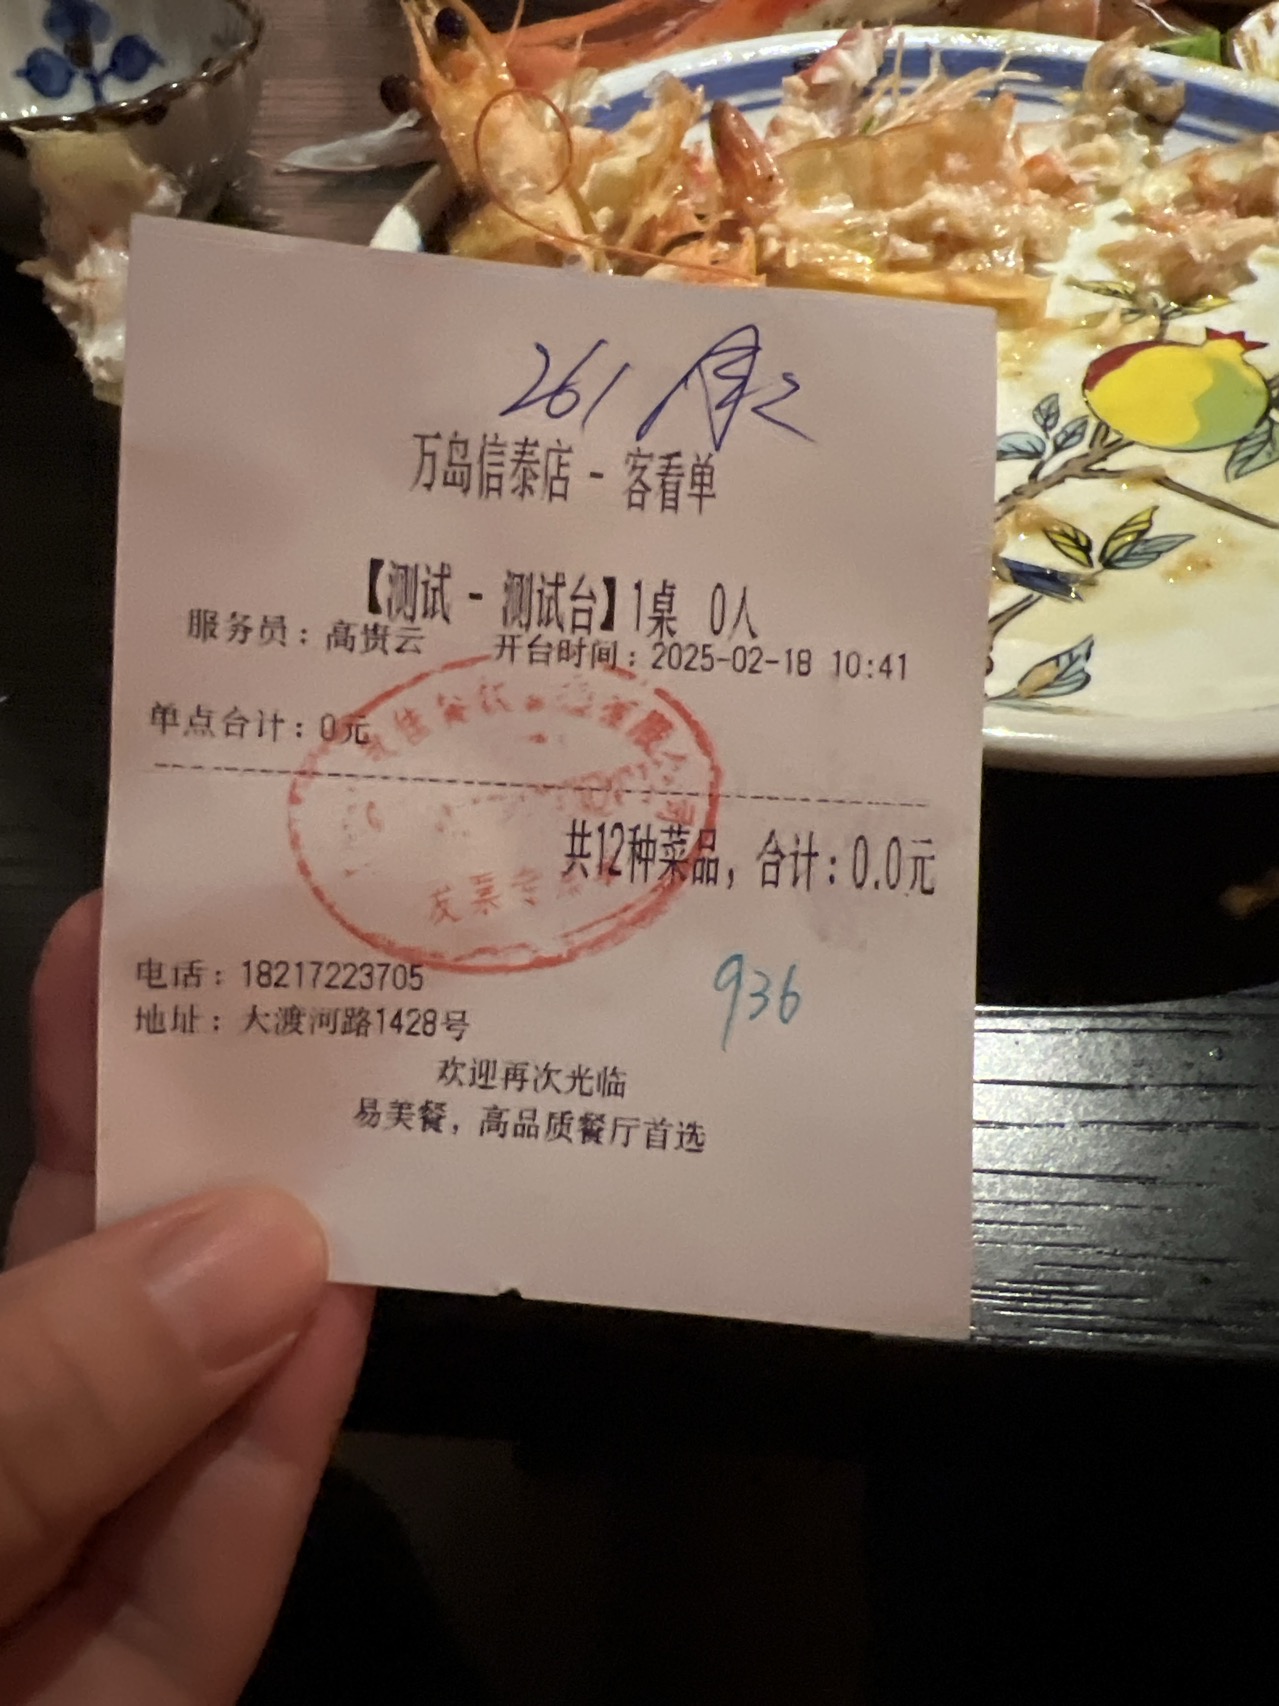 261
万岛信泰店 - 客看单
【测试 - 测试台】1桌 0人
服务员：高贵云 开台时间：2025-02-18 10:41
单点合计：0元
共12种菜品，合计：0.0元
发票专
电话：18217223705
936
地址：大渡河路1428号
欢迎再次光临
易美餐，高品质餐厅首选